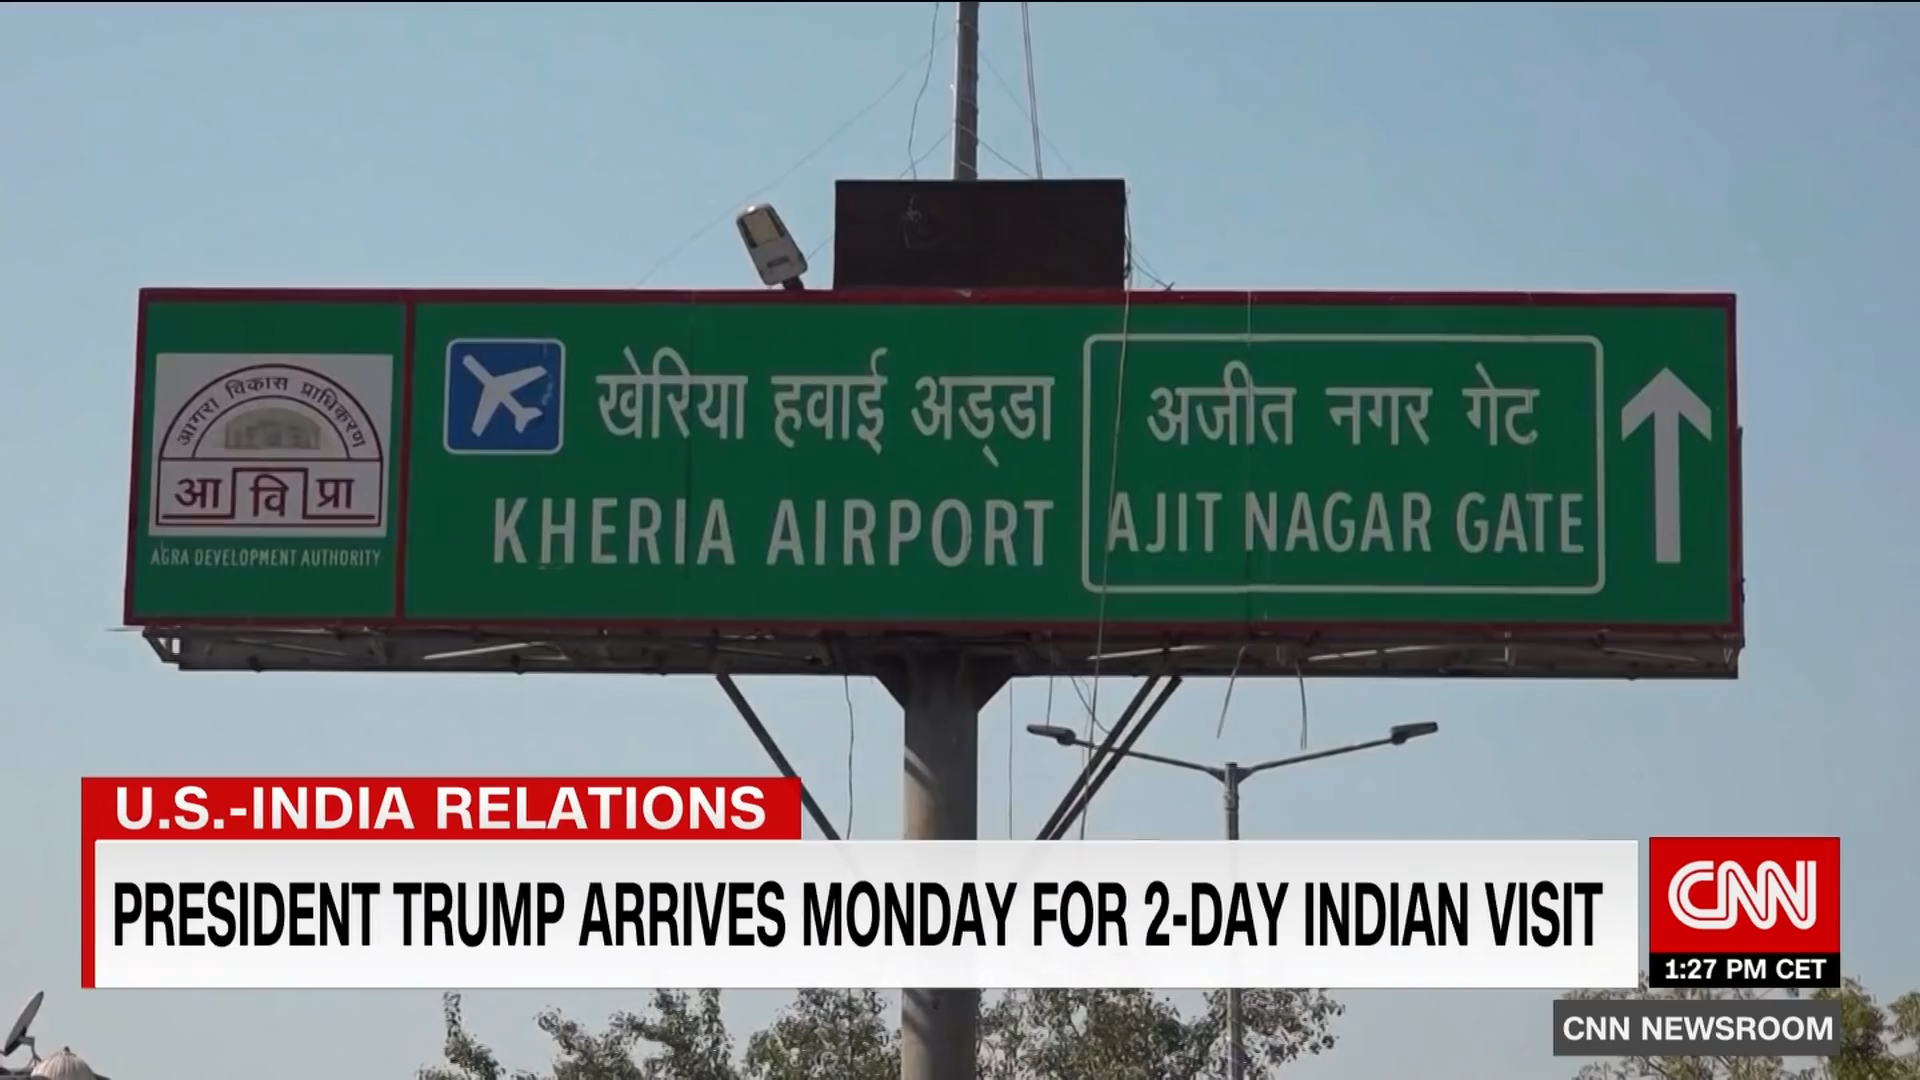 आगरा विकास प्राधिकरण
आ वि प्रा
AGRA DEVELOPMENT AUTHORITY
खेरिया हवाई अड्डा
KHERIA AIRPORT
अजीत नगर गेट
AJIT NAGAR GATE
U.S.-INDIA RELATIONS
PRESIDENT TRUMP ARRIVES MONDAY FOR 2-DAY INDIAN VISIT
CNN
1:27 PM CET
CNN NEWSROOM